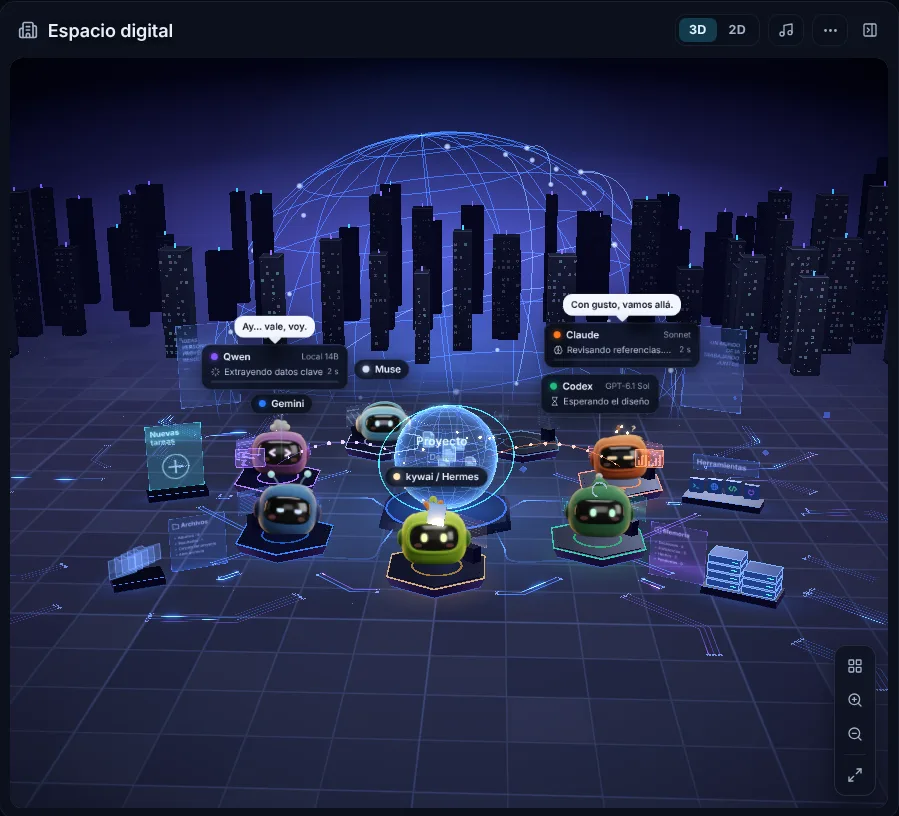 Espacio digital
3D
2D
Con gusto, vamos allá.
Ay... vale, voy.
Claude
Sonnet
Revisando referencias....
2 s
Qwen
Local 14B
Extrayendo datos clave
2 s
Muse
Codex
GPT-6.1 Sol
Esperando el diseño
Gemini
Nuevas
tareas
Proyecto
kywai / Hermes
Herramientas
Archivos
Memoria